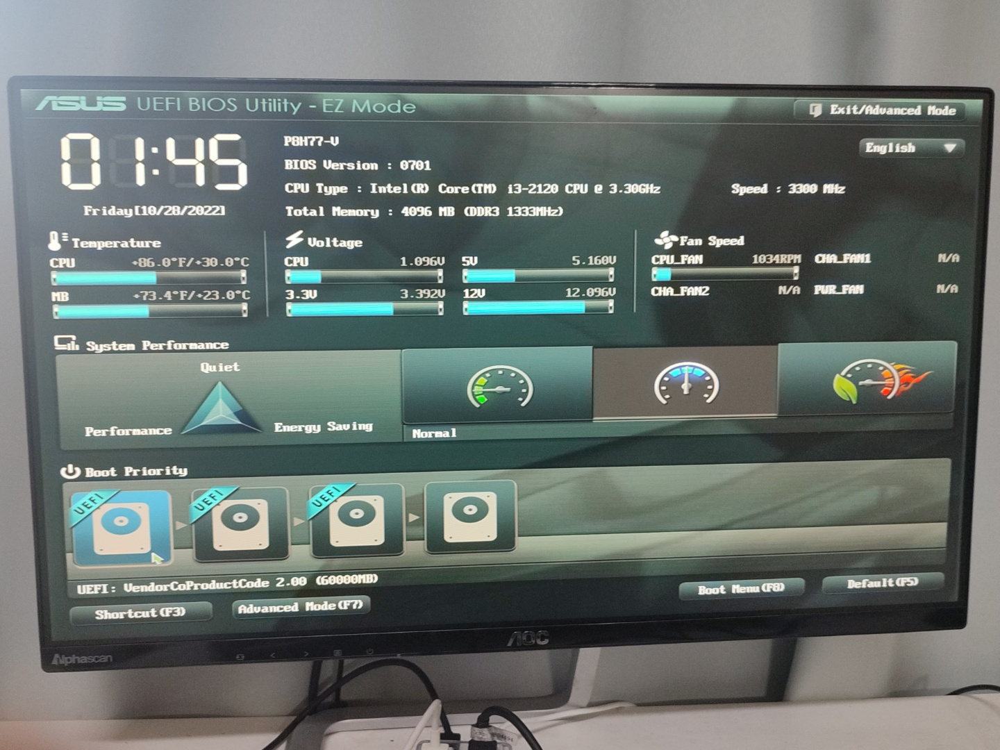 ASUS UEFI BIOS Utility - EZ Mode
Exit/Advanced Mode
01:45
Friday[10/28/2022]
P8H77-V
English
BIOS Version : 0701
CPU Type : Intel(R) Core(TM) i3-2120 CPU @ 3.30GHz
Speed : 3300 MHz
Total Memory : 4096 MB (DDR3 1333MHz)
Temperature
CPU +86.0°F/+30.0°C
MB +73.4°F/+23.0°C
Voltage
CPU 1.096V 5V 5.160V
3.3V 3.392V 12V 12.096V
Fan Speed
CPU_FAN 1034RPM CHA_FAN1 N/A
CHA_FAN2 N/A PWR_FAN N/A
System Performance
Quiet
Performance
Energy Saving
Normal
Boot Priority
UEFI UEFI UEFI
UEFI: VendorCoProductCode 2.00 (60000MB)
Boot Menu(F8)
Default(F5)
Shortcut(F3)
Advanced Mode(F7)
Alphascan
AOC